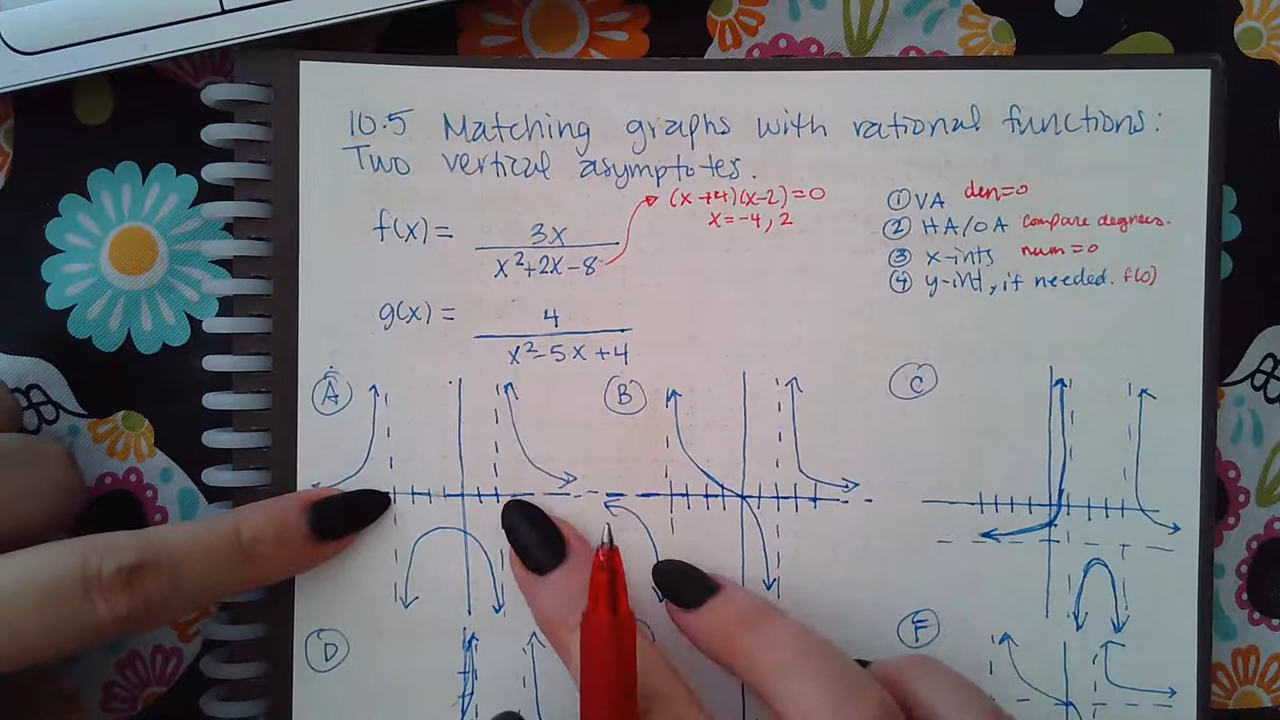 10.5 Matching graphs with rational functions:
Two vertical asymptotes.
f(x) = 3x / x²+2x-8
(x+4)(x-2)=0
x=-4, 2
g(x) = 4 / x²-5x+4
① VA den=0
② HA/OA compare degrees.
③ x-ints num=0
④ y-int, if needed. f(0)
A
B
C
D
F